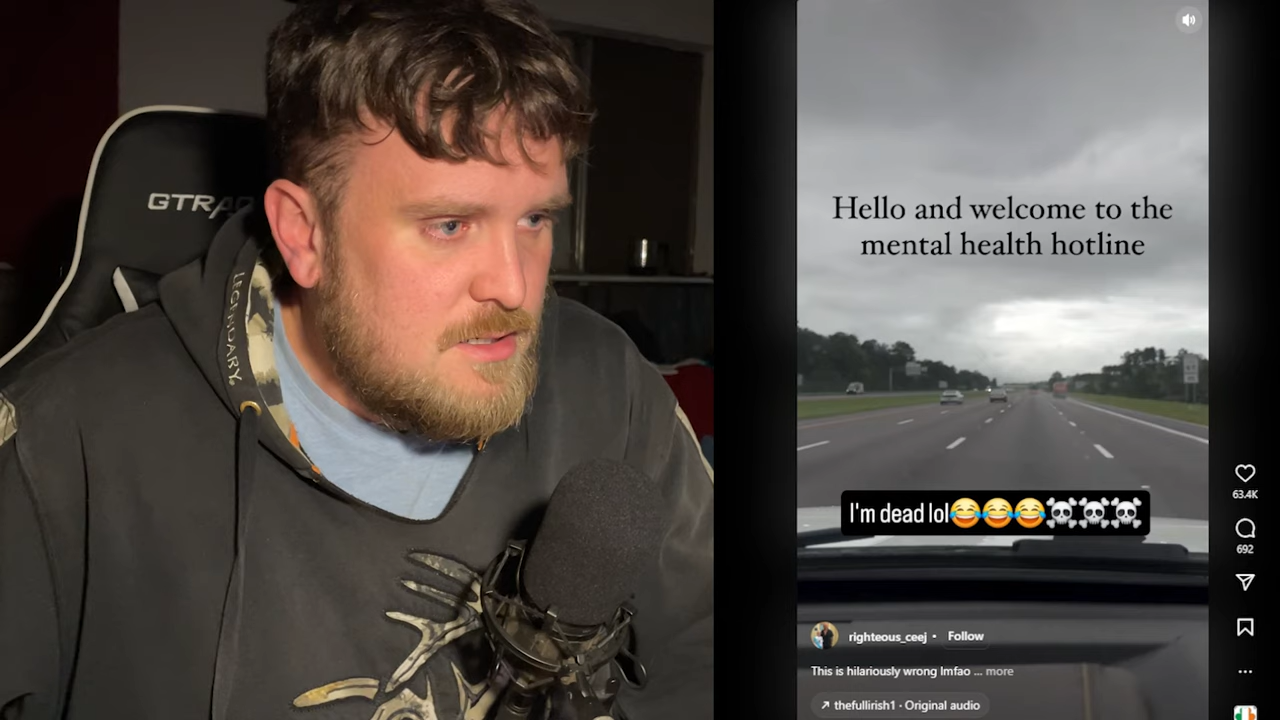 GTRA
LEGENDARY
Hello and welcome to the
mental health hotline
I'm dead lol😂😂😂☠️☠️☠️
righteous_ceej • Follow
63.4K
692
This is hilariously wrong lmfao ... more
↗ thefullirish1 · Original audio